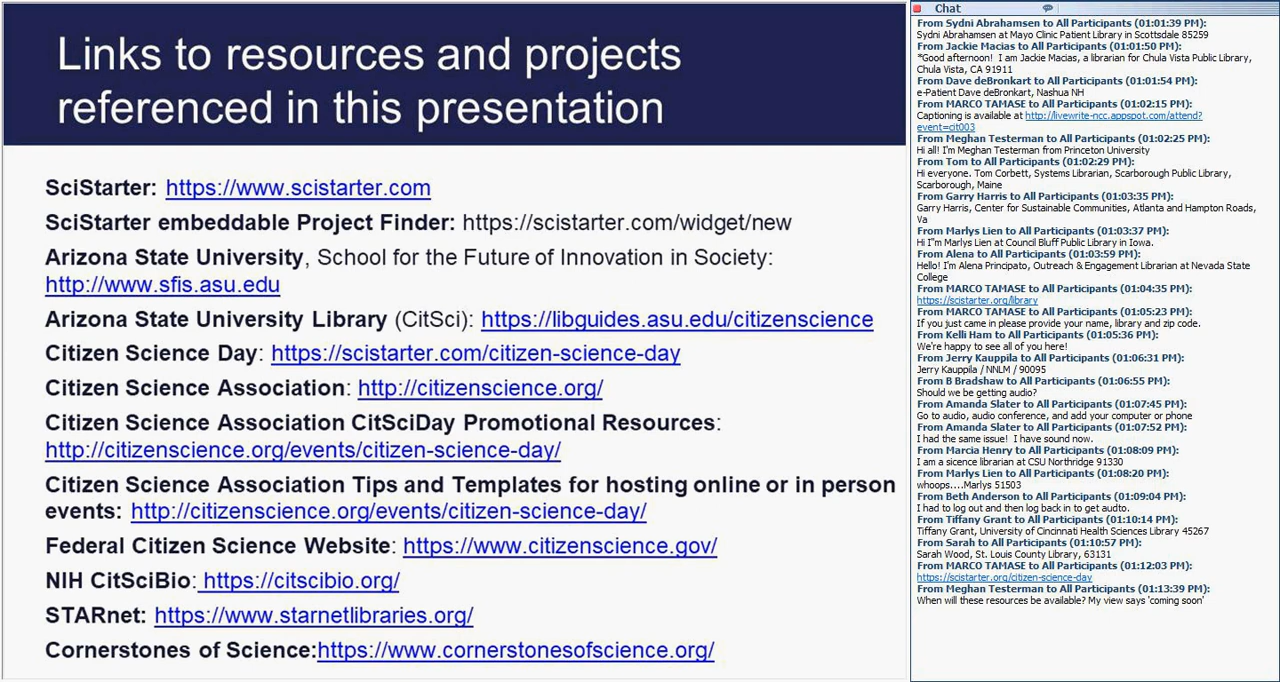 Links to resources and projects
referenced in this presentation
SciStarter: https://www.scistarter.com
SciStarter embeddable Project Finder: https://scistarter.com/widget/new
Arizona State University, School for the Future of Innovation in Society:
http://www.sfis.asu.edu
Arizona State University Library (CitSci): https://libguides.asu.edu/citizenscience
Citizen Science Day: https://scistarter.com/citizen-science-day
Citizen Science Association: http://citizenscience.org/
Citizen Science Association CitSciDay Promotional Resources:
http://citizenscience.org/events/citizen-science-day/
Citizen Science Association Tips and Templates for hosting online or in person
events: http://citizenscience.org/events/citizen-science-day/
Federal Citizen Science Website: https://www.citizenscience.gov/
NIH CitSciBio: https://citscibio.org/
STARnet: https://www.starnetlibraries.org/
Cornerstones of Science:https://www.cornerstonesofscience.org/
Chat
From Sydni Abrahamsen to All Participants (01:01:39 PM):
Sydni Abrahamsen at Mayo Clinic Patient Library in Scottsdale 85259
From Jackie Macias to All Participants (01:01:50 PM):
*Good afternoon! I am Jackie Macias, a librarian for Chula Vista Public Library,
Chula Vista, CA 91911
From Dave deBronkart to All Participants (01:01:54 PM):
e-Patient Dave deBronkart, Nashua NH
From MARCO TAMASE to All Participants (01:02:15 PM):
Captioning is available at http://livewrite-ncc.appspot.com/attend?
event=cit003
From Meghan Testerman to All Participants (01:02:25 PM):
Hi all! I'm Meghan Testerman from Princeton University
From Tom to All Participants (01:02:29 PM):
Hi everyone. Tom Corbett, Systems Librarian, Scarborough Public Library,
Scarborough, Maine
From Garry Harris to All Participants (01:03:35 PM):
Garry Harris, Center for Sustainable Communities, Atlanta and Hampton Roads,
Va
From Marlys Lien to All Participants (01:03:37 PM):
Hi I"m Marlys Lien at Council Bluff Public Library in Iowa.
From Alena to All Participants (01:03:59 PM):
Hello! I'm Alena Principato, Outreach & Engagement Librarian at Nevada State
College
From MARCO TAMASE to All Participants (01:04:35 PM):
https://scistarter.org/library
From MARCO TAMASE to All Participants (01:05:23 PM):
If you just came in please provide your name, library and zip code.
From Kelli Ham to All Participants (01:05:36 PM):
We're happy to see all of you here!
From Jerry Kauppila to All Participants (01:06:31 PM):
Jerry Kauppila / NNLM / 90095
From B Bradshaw to All Participants (01:06:55 PM):
Should we be getting audio?
From Amanda Slater to All Participants (01:07:45 PM):
Go to audio, audio conference, and add your computer or phone
From Amanda Slater to All Participants (01:07:52 PM):
I had the same issue! I have sound now.
From Marcia Henry to All Participants (01:08:09 PM):
I am a sicence librarian at CSU Northridge 91330
From Marlys Lien to All Participants (01:08:20 PM):
whoops....Marlys 51503
From Beth Anderson to All Participants (01:09:04 PM):
I had to log out and then log back in to get audto.
From Tiffany Grant to All Participants (01:10:14 PM):
Tiffany Grant, University of Cincinnati Health Sciences Library 45267
From Sarah to All Participants (01:10:57 PM):
Sarah Wood, St. Louis County Library, 63131
From MARCO TAMASE to All Participants (01:12:03 PM):
https://scistarter.org/citizen-science-day
From Meghan Testerman to All Participants (01:13:39 PM):
When will these resources be available? My view says 'coming soon'